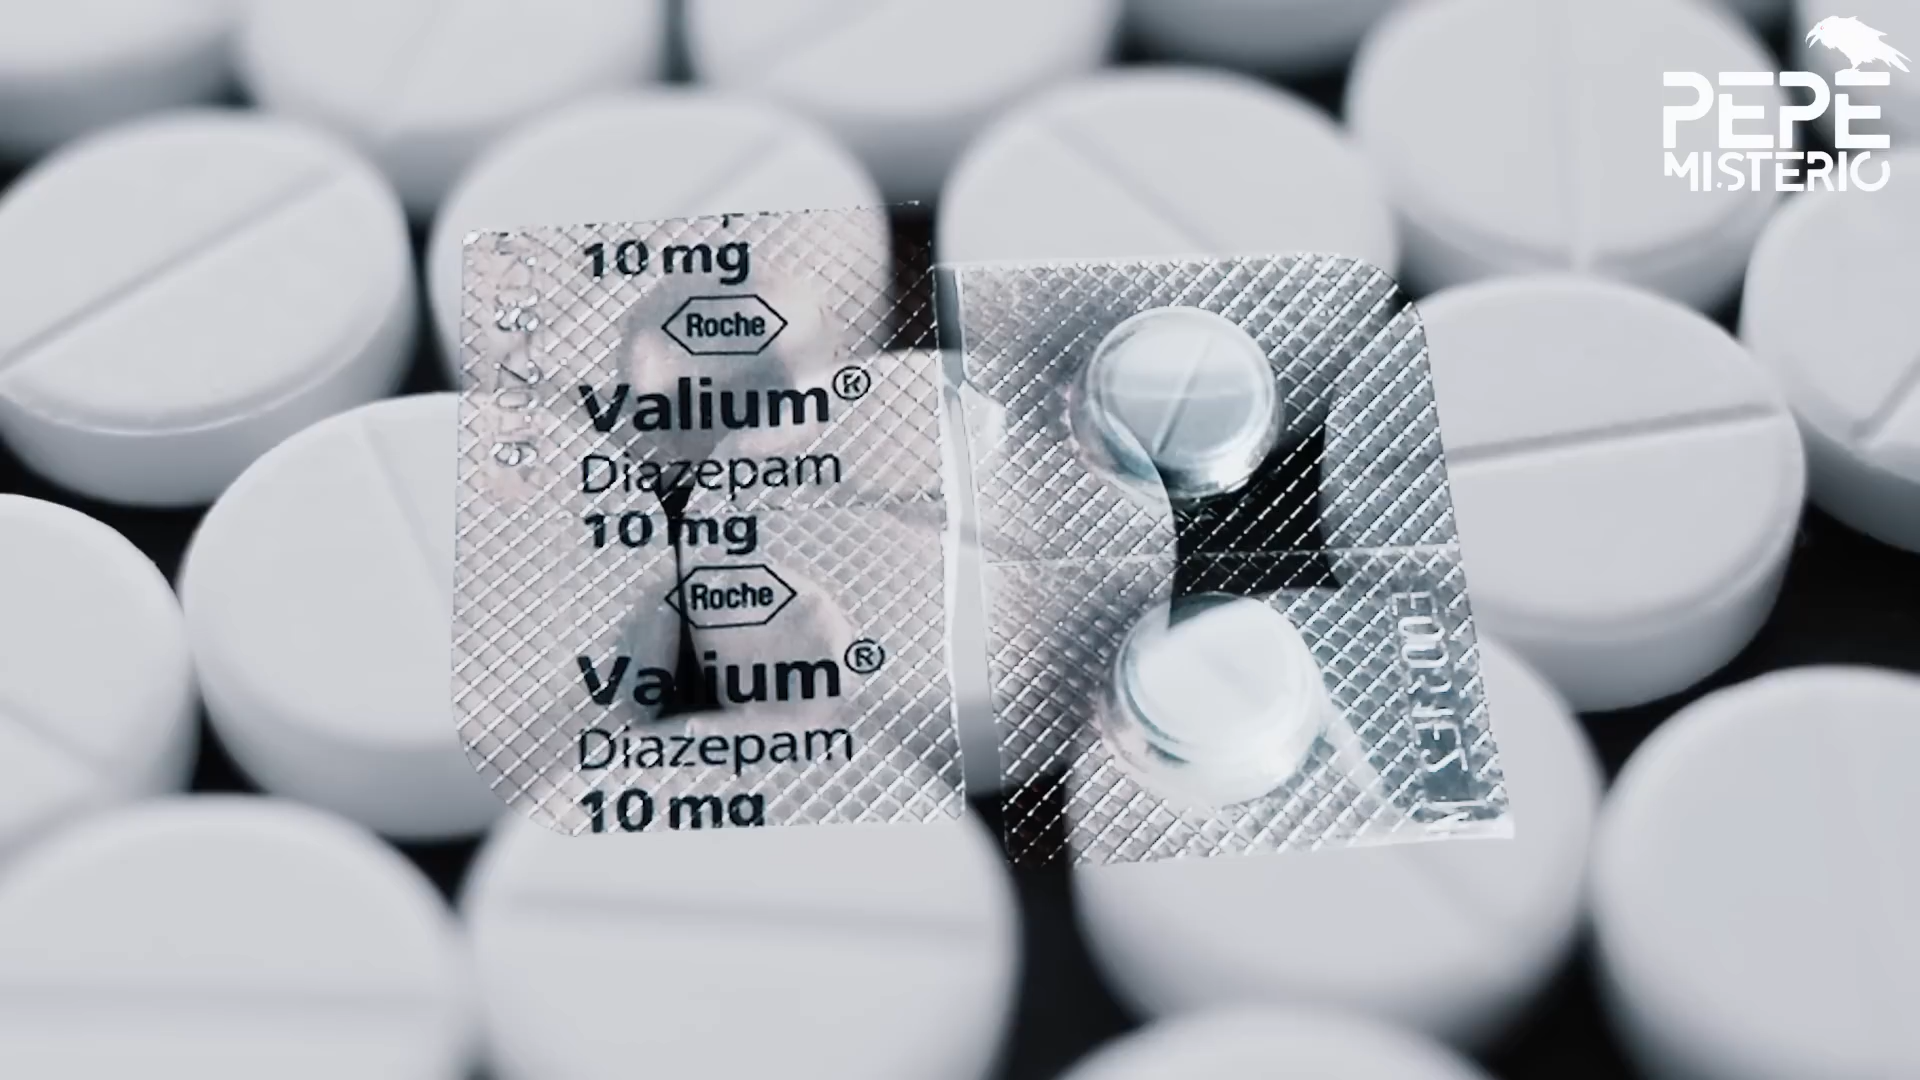 PEPE
MISTERIO
10 mg
Roche
Valium®
Diazepam
10 mg
Roche
Valium®
Diazepam
10 mg